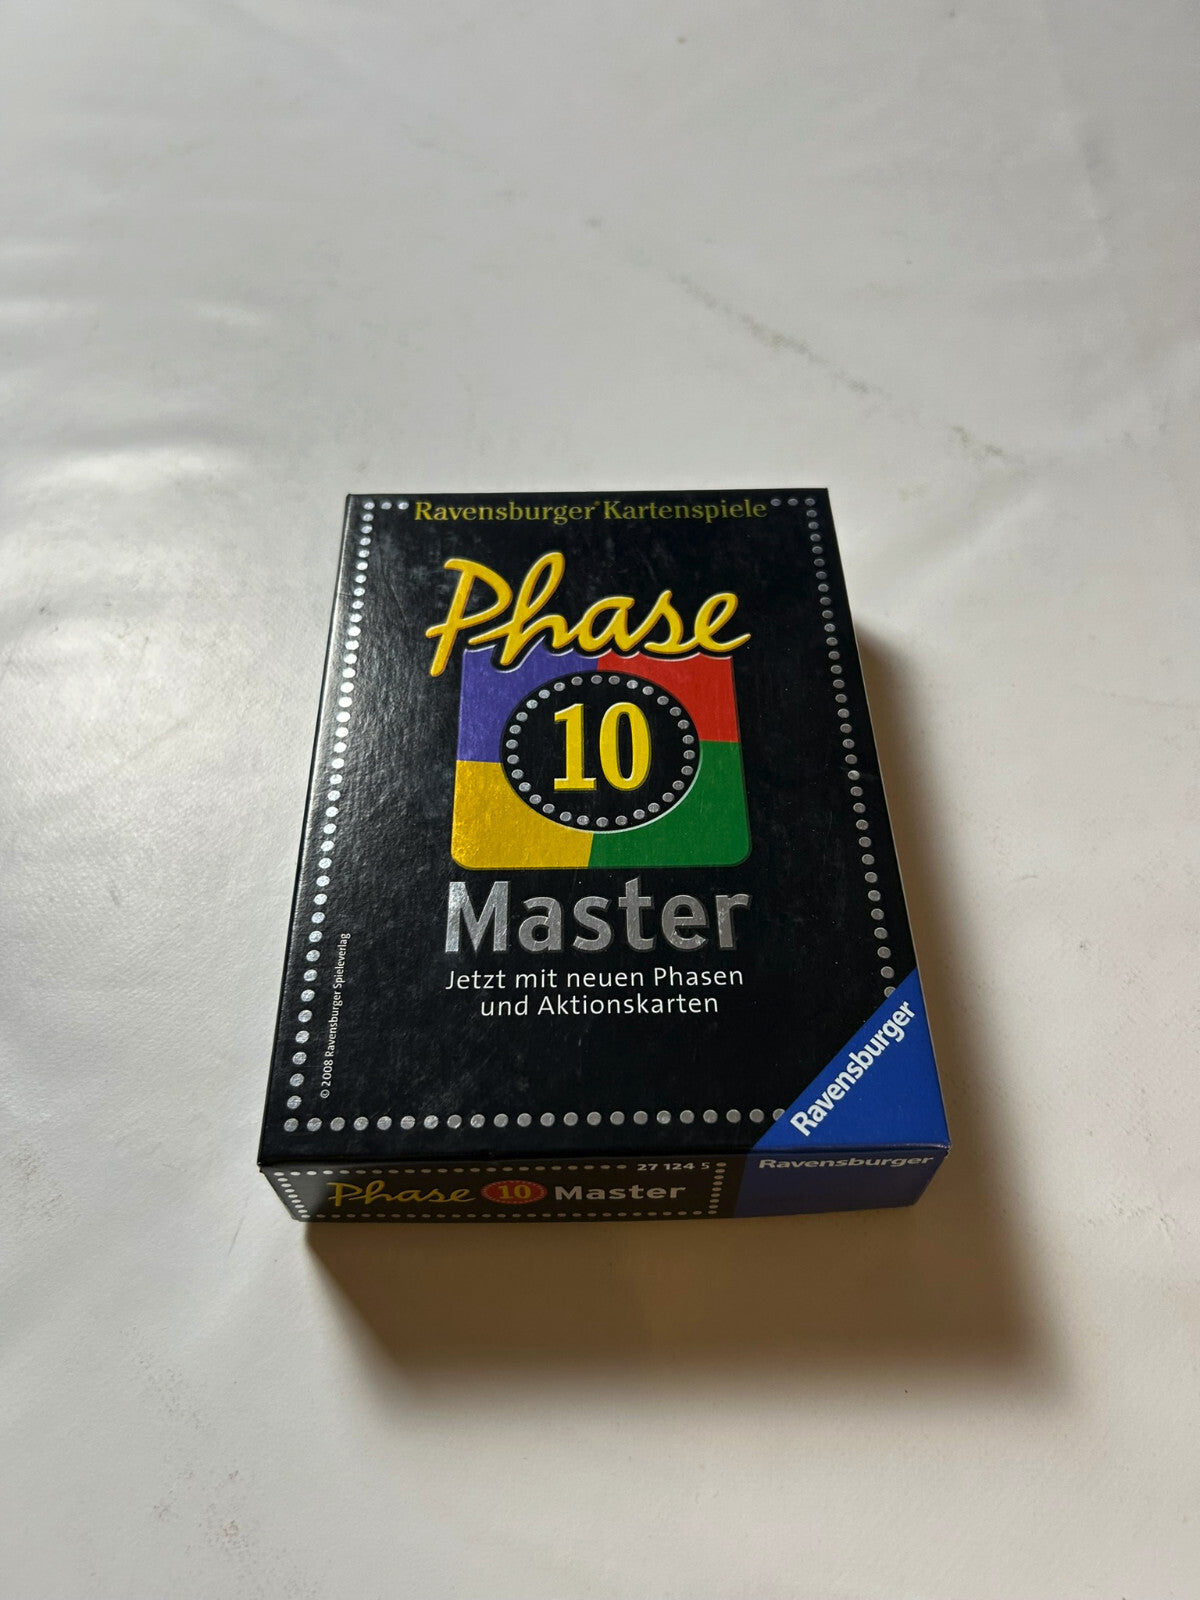 Ravensburger® Kartenspiele
Phase
10
Master
Jetzt mit neuen Phasen
und Aktionskarten
© 2008 Ravensburger Spieleverlag
Ravensburger
27 124 5
Phase 10 Master
Ravensburger